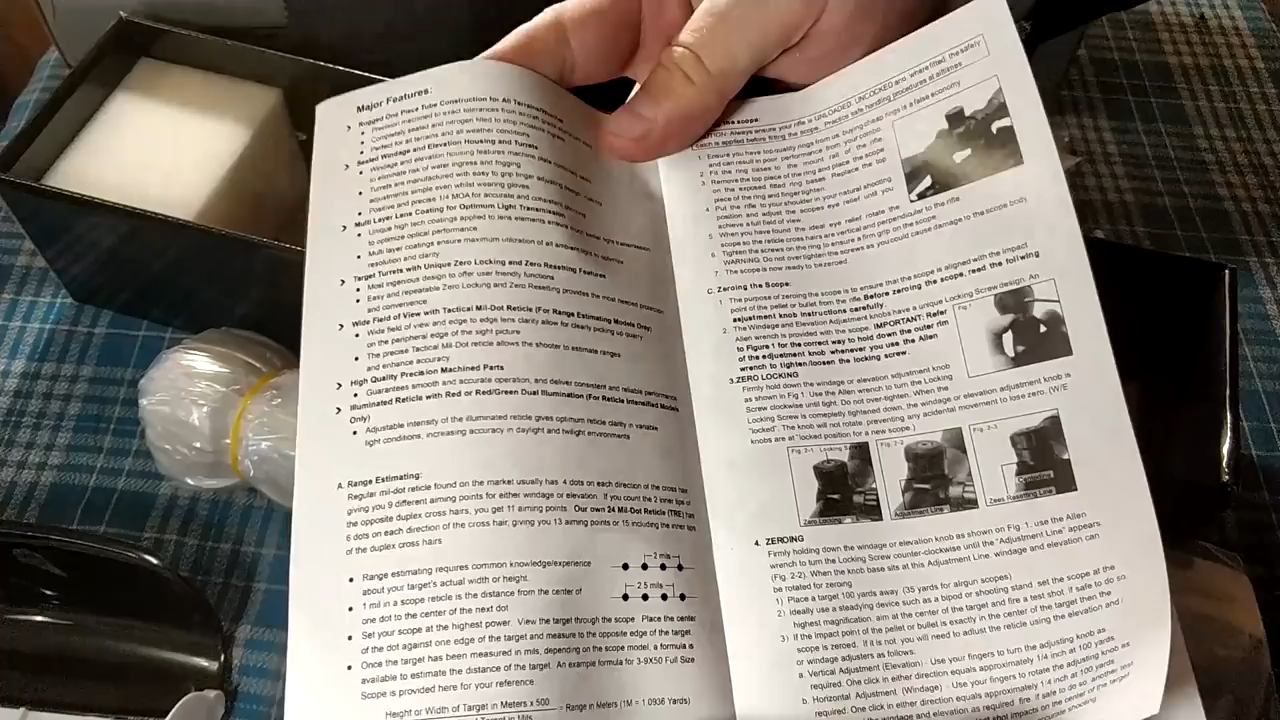 Major Features:
Rugged One Piece Tube Construction for All Terrains/
Precision machined to exact tolerances from aircraft grade
Completely sealed and nitrogen filled to stop moisture
Perfect for all terrains and all weather conditions
Sealed Windage and Elevation Housing and Turrets
Windage and elevation housing features machine plate
to eliminate risk of water ingress and fogging
Turrets are manufactured with easy to grip finger adjusting
adjustments simple even whilst wearing gloves.
Positive and precise 1/4 MOA for accurate and consistent
Multi Layer Lens Coating for Optimum Light Transmission
Unique high tech coatings applied to lens elements ensure light transmission
to optimize optical performance
Multi layer coatings ensure maximum utilization of all ambient light to optimize
resolution and clarity
Target Turrets with Unique Zero Locking and Zero Resetting Features
Most ingenious design to offer user friendly functions
Easy and repeatable Zero Locking and Zero Resetting provides the most needed protection
and convenience
Wide Field of View with Tactical Mil-Dot Reticle (For Range Estimating Models Only)
Wide field of view and edge to edge lens clarity allow for clearly picking up quarry
on the peripheral edge of the sight picture
The precise Tactical Mil-Dot reticle allows the shooter to estimate ranges
and enhance accuracy
High Quality Precision Machined Parts
Guarantees smooth and accurate operation, and deliver consistent and reliable performance
Illuminated Reticle with Red or Red/Green Dual Illumination (For Reticle Intensified Models
Only)
Adjustable intensity of the illuminated reticle gives optimum reticle clarity in variable
light conditions, increasing accuracy in daylight and twilight environments
A. Range Estimating:
Regular mil-dot reticle found on the market usually has 4 dots on each direction of the cross hair
giving you 9 different aiming points for either windage or elevation. If you count the 2 inner tips of
the opposite duplex cross hairs, you get 11 aiming points. Our own 24 Mil-Dot Reticle (TRE) has
6 dots on each direction of the cross hair, giving you 13 aiming points or 15 including the inner tips
of the duplex cross hairs
Range estimating requires common knowledge/experience
about your target's actual width or height.
1 mil in a scope reticle is the distance from the center of
one dot to the center of the next dot
2 mils
2.5 mils
Set your scope at the highest power. View the target through the scope. Place the center
of the dot against one edge of the target and measure to the opposite edge of the target.
Once the target has been measured in mils, depending on the scope model, a formula is
available to estimate the distance of the target. An example formula for 3-9X50 Full Size
Scope is provided here for your reference.
Height or Width of Target in Meters x 500
= Range in Meters (1M = 1.0936 Yards)
Target in Mils
the scope:
Always ensure your rifle is UNLOADED, UNCOCKED and where fitted, the safety
catch is applied before fitting the scope. Practice safe handling procedures at all times
1. Ensure you have top quality rings from us, buying cheap rings is a false economy
and can result in poor performance from your combo.
2. Fit the ring bases to the mount rail of the rifle.
3. Remove the top piece of the ring and place the scope
on the exposed fitted ring bases. Replace the top
piece of the ring and finger tighten.
4. Put the rifle to your shoulder in your natural shooting
position and adjust the scopes eye relief until you
achieve a full field of view.
5. When you have found the ideal eye relief, rotate the
scope so the reticle cross hairs are vertical and perpendicular to the rifle.
6. Tighten the screws on the ring to ensure a firm grip on the scope.
WARNING: Do not over tighten the screws as you could cause damage to the scope body.
7. The scope is now ready to be zeroed.
C. Zeroing the Scope:
1. The purpose of zeroing the scope is to ensure that the scope is aligned with the impact
point of the pellet or bullet from the rifle. Before zeroing the scope, read the following
adjustment knob instructions carefully.
2. The Windage and Elevation Adjustment knobs have a unique Locking Screw design. An
Allen wrench is provided with the scope. IMPORTANT: Refer
to Figure 1 for the correct way to hold down the outer rim
of the adjustment knob whenever you use the Allen
wrench to tighten/loosen the locking screw.
Fig. 1
3.ZERO LOCKING
Firmly hold down the windage or elevation adjustment knob
as shown in Fig 1. Use the Allen wrench to turn the Locking
Screw clockwise until tight. Do not over-tighten. When the
Locking Screw is completly tightened down, the windage or elevation adjustment knob is
"locked". The knob will not rotate, preventing any acidental movement to lose zero. (W/E
knobs are at "locked position for a new scope.)
Fig. 2-1 Locking Screw
Zero Locking
Fig. 2-2
Adjustment Line
Fig. 2-3
Zero Resetting Line
4. ZEROING
Firmly holding down the windage or elevation knob as shown on Fig. 1. use the Allen
wrench to turn the Locking Screw counter-clockwise until the "Adjustment Line" appears.
(Fig. 2-2). When the knob base sits at this Adjustment Line, windage and elevation can
be rotated for zeroing
1) Place a target 100 yards away (35 yards for airgun scopes)
2) Ideally use a steadying device such as a bipod or shooting stand, set the scope at the
highest magnification, aim at the center of the target and fire a test shot, if safe to do so.
3) If the impact point of the pellet or bullet is exactly in the center of the target then the
scope is zeroed. If it is not, you will need to adjust the reticle using the elevation and
or windage adjusters as follows:
a. Vertical Adjustment (Elevation) - Use your fingers to turn the adjusting knob as
required. One click in either direction equals approximately 1/4 inch at 100 yards.
b. Horizontal Adjustment (Windage) - Use your fingers to rotate the adjusting knob as
required. One click in either direction equals approximately 1/4 inch at 100 yards
windage and elevation as required, if safe to do so, another test
shot impacts on the center of the target